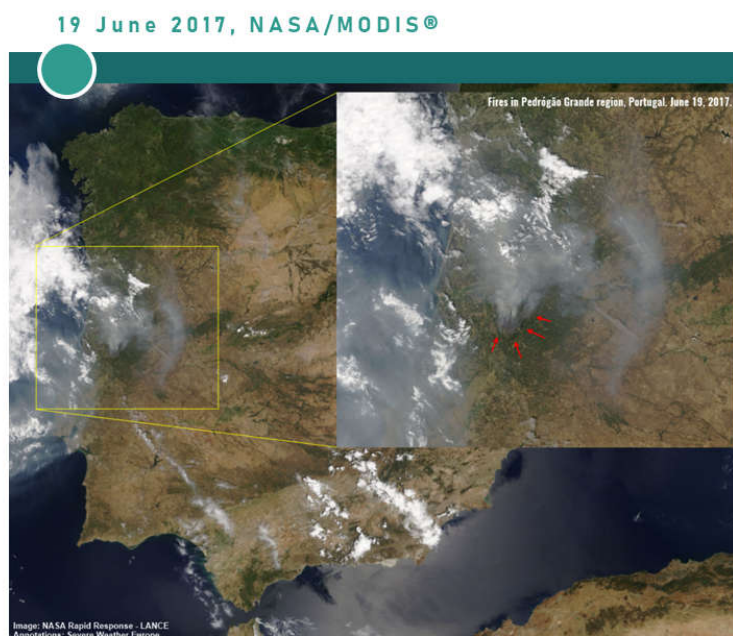 19 June 2017, NASA/MODIS®
Fires in Pedrógão Grande region, Portugal. June 19, 2017.
Image: NASA Rapid Response - LANCE
Annotations: Severe Weather Europe